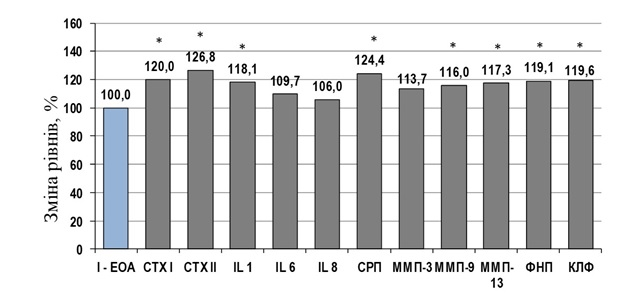 Зміна рівнів, %
160
140
120
100
80
60
40
20
0
* * * * * * * *
100,0 120,0 126,8 118,1 109,7 106,0 124,4 113,7 116,0 117,3 119,1 119,6
І - ЕОА СТХ І СТХ ІІ IL 1 IL 6 IL 8 СРП ММП-3 ММП-9 ММП-13 ФНП КЛФ